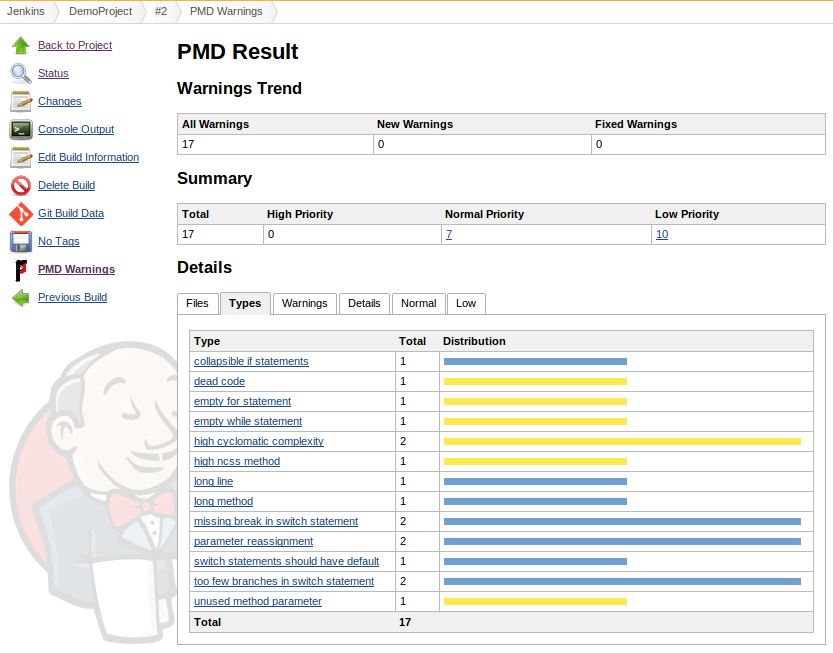 Jenkins DemoProject #2 PMD Warnings
Back to Project
Status
Changes
Console Output
Edit Build Information
Delete Build
Git Build Data
No Tags
PMD Warnings
Previous Build
PMD Result
Warnings Trend
All Warnings New Warnings Fixed Warnings
17 0 0
Summary
Total High Priority Normal Priority Low Priority
17 0 7 10
Details
Files Types Warnings Details Normal Low
Type Total Distribution
collapsible if statements 1
dead code 1
empty for statement 1
empty while statement 1
high cyclomatic complexity 2
high ncss method 1
long line 1
long method 1
missing break in switch statement 2
parameter reassignment 2
switch statements should have default 1
too few branches in switch statement 2
unused method parameter 1
Total 17